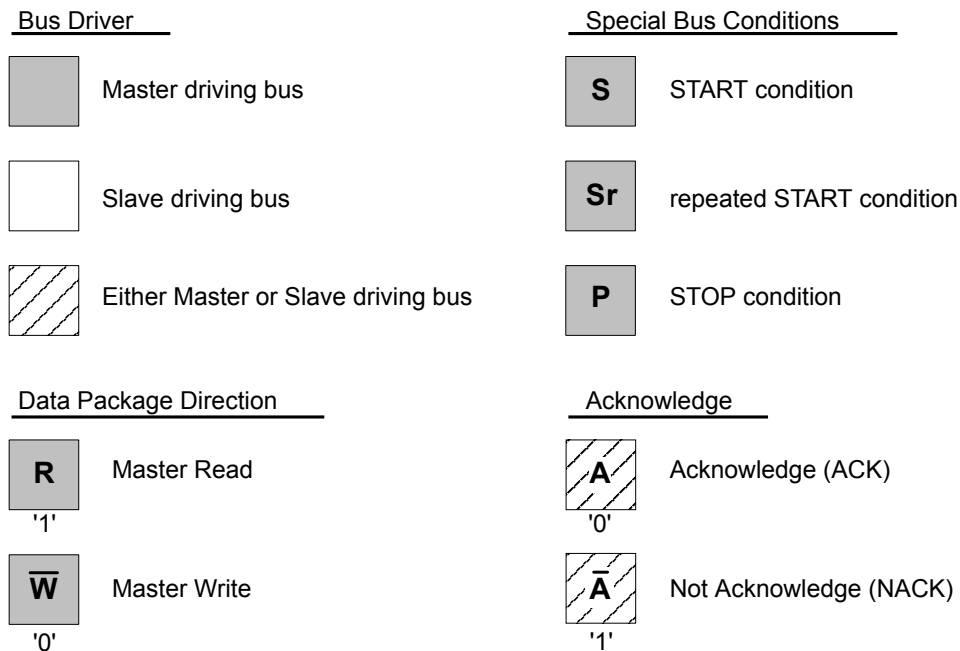 Bus Driver
Master driving bus
Slave driving bus
Either Master or Slave driving bus
Special Bus Conditions
S START condition
Sr repeated START condition
P STOP condition
Data Package Direction
R Master Read
'1'
W̅ Master Write
'0'
Acknowledge
A Acknowledge (ACK)
'0'
A̅ Not Acknowledge (NACK)
'1'